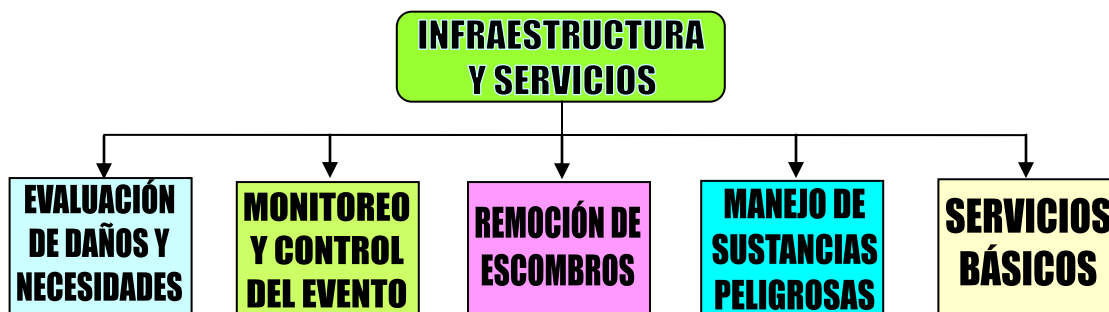 INFRAESTRUCTURA
Y SERVICIOS
EVALUACIÓN
DE DAÑOS Y
NECESIDADES
MONITOREO
Y CONTROL
DEL EVENTO
REMOCIÓN DE
ESCOMBROS
MANEJO DE
SUSTANCIAS
PELIGROSAS
SERVICIOS
BÁSICOS